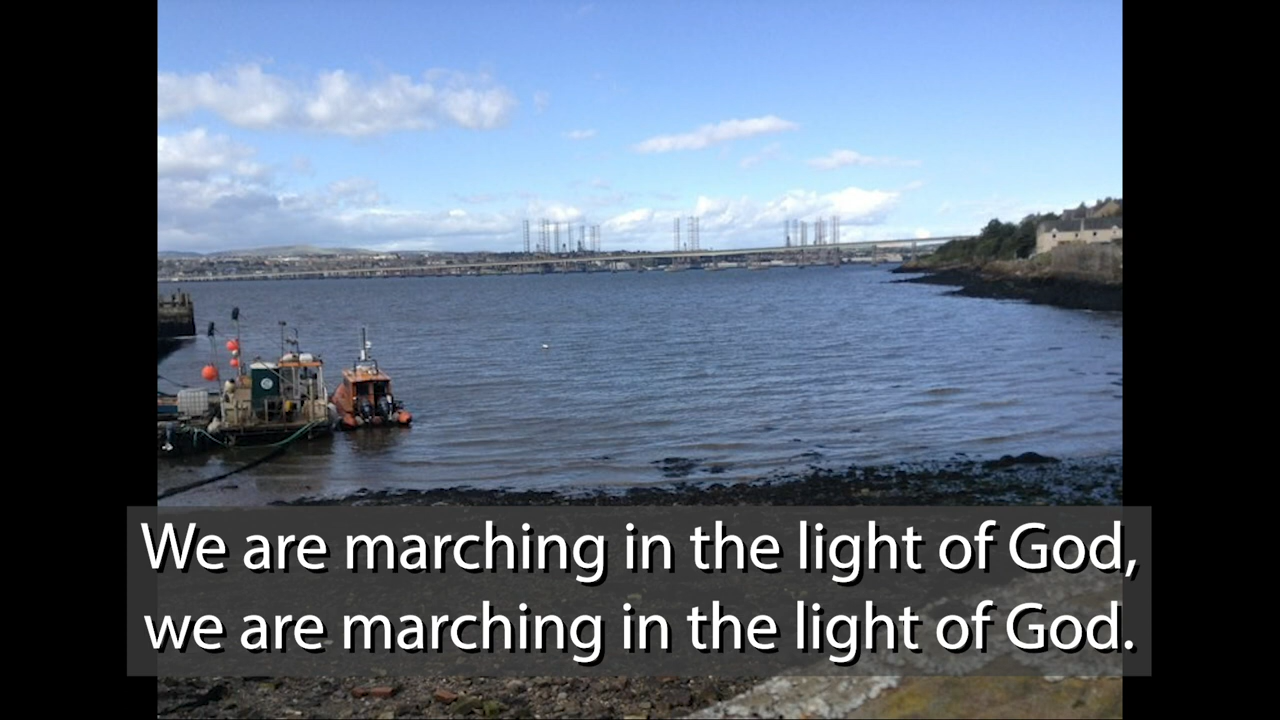 We are marching in the light of God,
we are marching in the light of God.